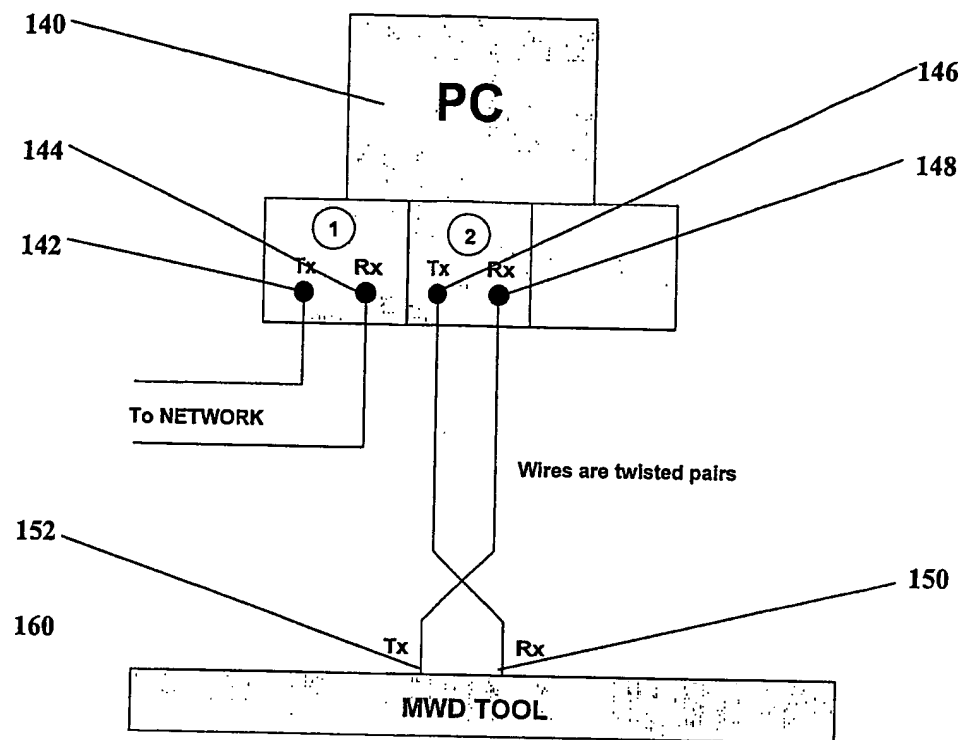 140
PC
146
144
148
142
1
2
Tx Rx
Tx Rx
To NETWORK
Wires are twisted pairs
152
150
160
Tx Rx
MWD TOOL